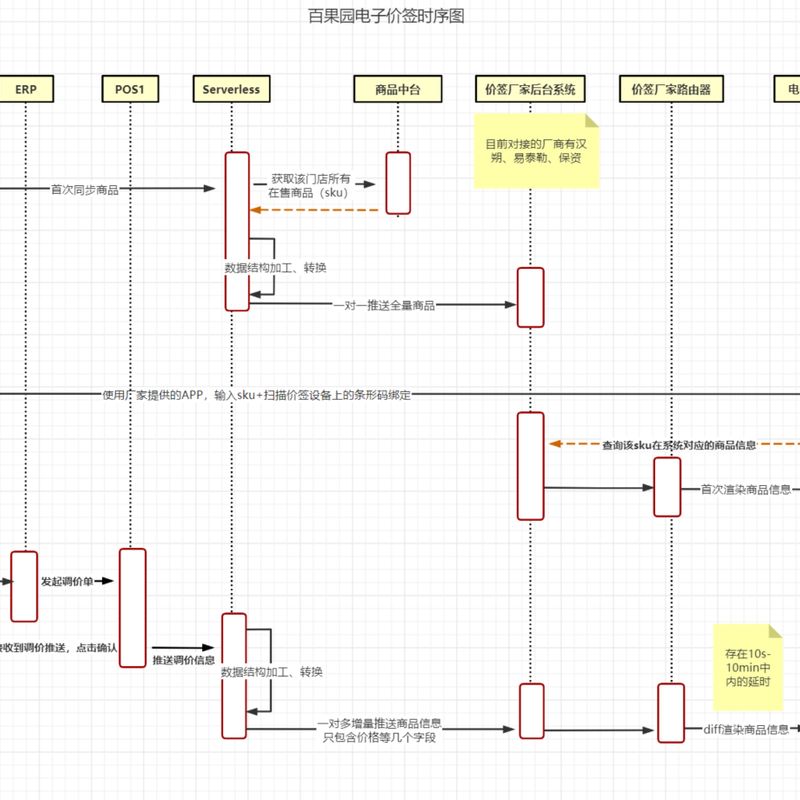 百果园电子价签时序图
ERP
POS1
Serverless
商品中台
价签厂家后台系统
价签厂家路由器
电
目前对接的厂商有汉
朔、易泰勒、保资
首次同步商品
获取该门店所有
在售商品（sku）
数据结构加工、转换
一对一推送全量商品
使用厂家提供的APP，输入sku+扫描价签设备上的条形码绑定
查询该sku在系统对应的商品信息
首次渲染商品信息
发起调价单
收到调价推送，点击确认
推送调价信息
数据结构加工、转换
存在10s-
10min中
内的延时
一对多增量推送商品信息
只包含价格等几个字段
diff渲染商品信息